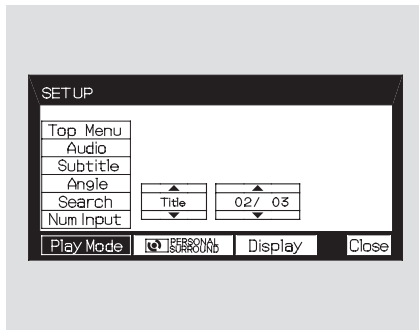 SETUP
Top Menu
Audio
Subtitle
Angle
Search
Num Input
Title
02/ 03
Play Mode
PERSONAL
SURROUND
Display
Close